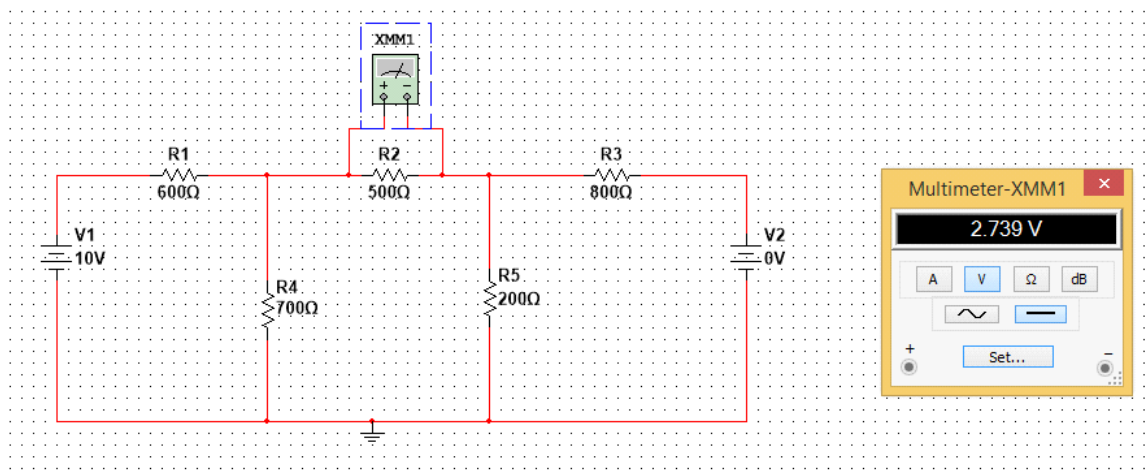 XMM1
+ −
R1
600Ω
R2
500Ω
R3
800Ω
V1
10V
R4
700Ω
R5
200Ω
V2
0V
Multimeter-XMM1
2.739 V
A V Ω dB
Set...
+ −